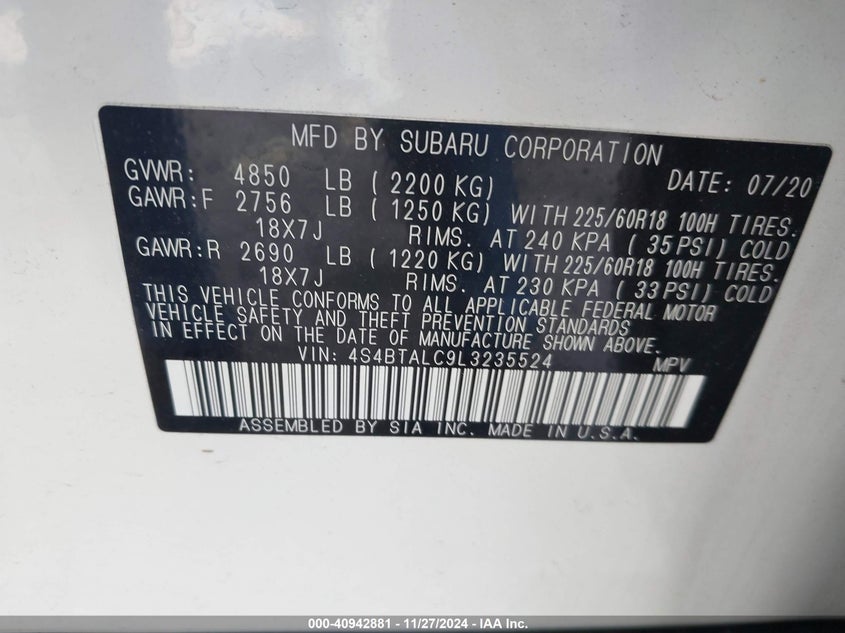 MFD BY SUBARU CORPORATION
GVWR: 4850 LB ( 2200 KG) DATE: 07/20
GAWR:F 2756 LB ( 1250 KG) WITH 225/60R18 100H TIRES.
18X7J RIMS. AT 240 KPA ( 35 PSI) COLD
GAWR:R 2690 LB ( 1220 KG) WITH 225/60R18 100H TIRES.
18X7J RIMS. AT 230 KPA ( 33 PSI) COLD
THIS VEHICLE CONFORMS TO ALL APPLICABLE FEDERAL MOTOR
VEHICLE SAFETY AND THEFT PREVENTION STANDARDS
IN EFFECT ON THE DATE OF MANUFACTURE SHOWN ABOVE.
VIN: 4S4BTALC9L3235524 MPV
ASSEMBLED BY SIA INC. MADE IN U.S.A.
000-40942881 - 11/27/2024 - IAA Inc.